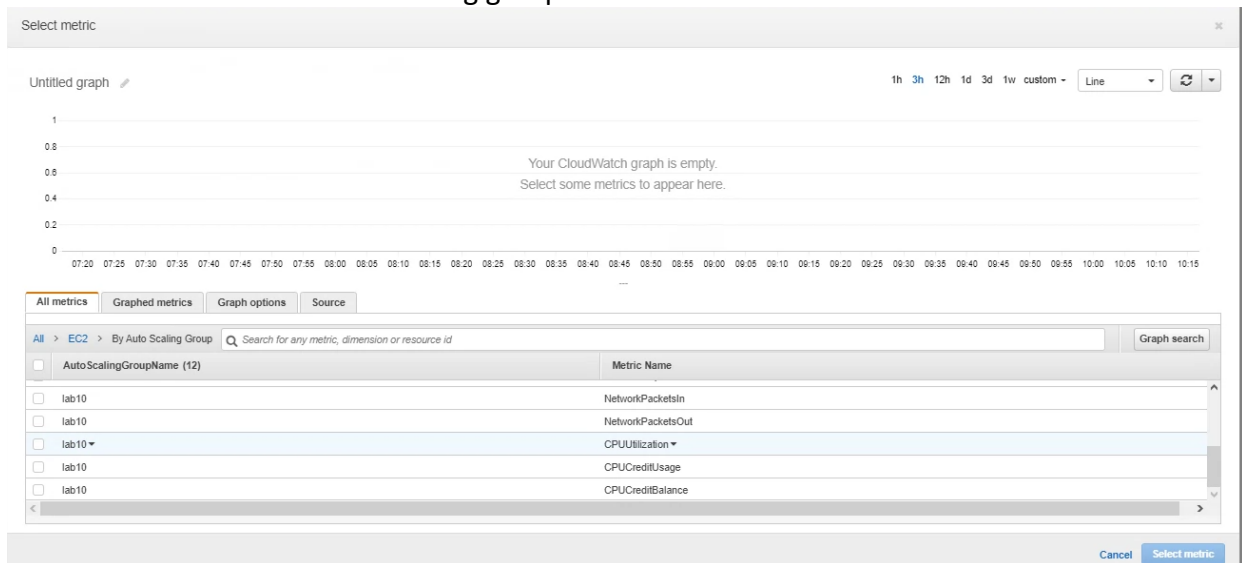 Select metric ×
Untitled graph
1h 3h 12h 1d 3d 1w custom Line
1
0.8
0.6
0.4
0.2
0
Your CloudWatch graph is empty.
Select some metrics to appear here.
07:20 07:25 07:30 07:35 07:40 07:45 07:50 07:55 08:00 08:05 08:10 08:15 08:20 08:25 08:30 08:35 08:40 08:45 08:50 08:55 09:00 09:05 09:10 09:15 09:20 09:25 09:30 09:35 09:40 09:45 09:50 09:55 10:00 10:05 10:10 10:15
All metrics Graphed metrics Graph options Source
All > EC2 > By Auto Scaling Group Search for any metric, dimension or resource id Graph search
AutoScalingGroupName (12) Metric Name
lab10 NetworkPacketsIn
lab10 NetworkPacketsOut
lab10 CPUUtilization
lab10 CPUCreditUsage
lab10 CPUCreditBalance
Cancel Select metric